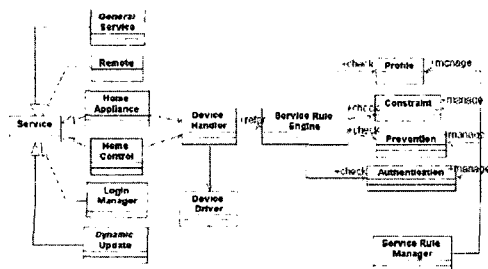 General
Service
Remote
Home
Appliance
Service
Home
Control
Login
Manager
Dynamic
Update
Device
Handler
Device
Driver
+refer
Service Rule
Engine
+check
Profile
+manage
+check
Constraint
+manage
+check
Prevention
+manage
+check
Authentication
+manage
Service Rule
Manager